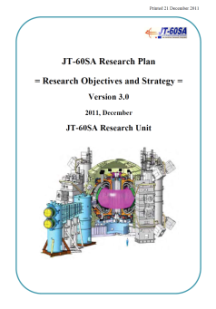 Printed 21 December 2011
JT-60SA
JT-60SA Research Plan
= Research Objectives and Strategy =
Version 3.0
2011, December
JT-60SA Research Unit